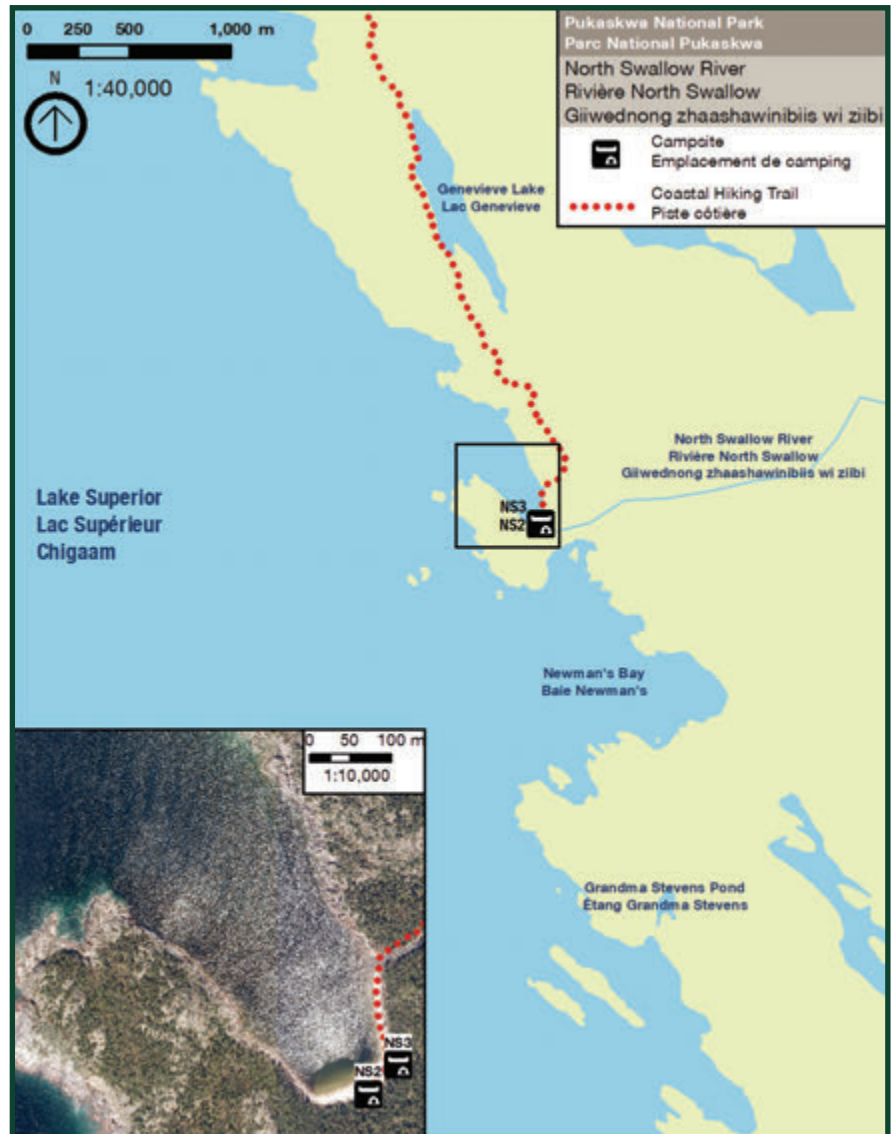 0 250 500 1,000 m
N
1:40,000
Pukaskwa National Park
Parc National Pukaskwa
North Swallow River
Rivière North Swallow
Giiwednong zhaashawinibiis wi ziibi
Campsite
Emplacement de camping
Coastal Hiking Trail
Piste côtière
Genevieve Lake
Lac Genevieve
North Swallow River
Rivière North Swallow
Giiwednong zhaashawinibiis wi ziibi
Lake Superior
Lac Supérieur
Chigaam
NS3
NS2
Newman's Bay
Baie Newman's
0 50 100 m
1:10,000
Grandma Stevens Pond
Étang Grandma Stevens
NS3
NS2